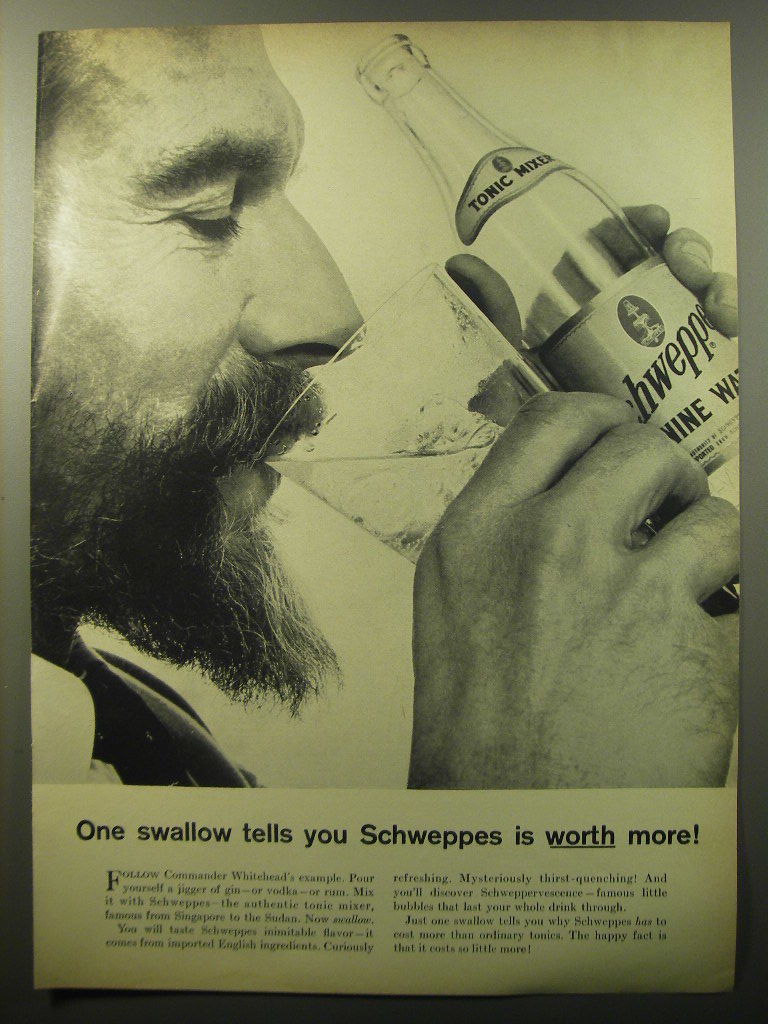 TONIC MIXER
hweppe
®
NINE WA
One swallow tells you Schweppes is worth more!
FOLLOW Commander Whitehead's example. Pour
yourself a jigger of gin—or vodka—or rum. Mix
it with Schweppes—the authentic tonic mixer,
famous from Singapore to the Sudan. Now swallow.
You will taste Schweppes inimitable flavor—it
comes from imported English ingredients. Curiously
refreshing. Mysteriously thirst-quenching! And
you'll discover Schweppervescence—famous little
bubbles that last your whole drink through.
Just one swallow tells you why Schweppes has to
cost more than ordinary tonics. The happy fact is
that it costs so little more!